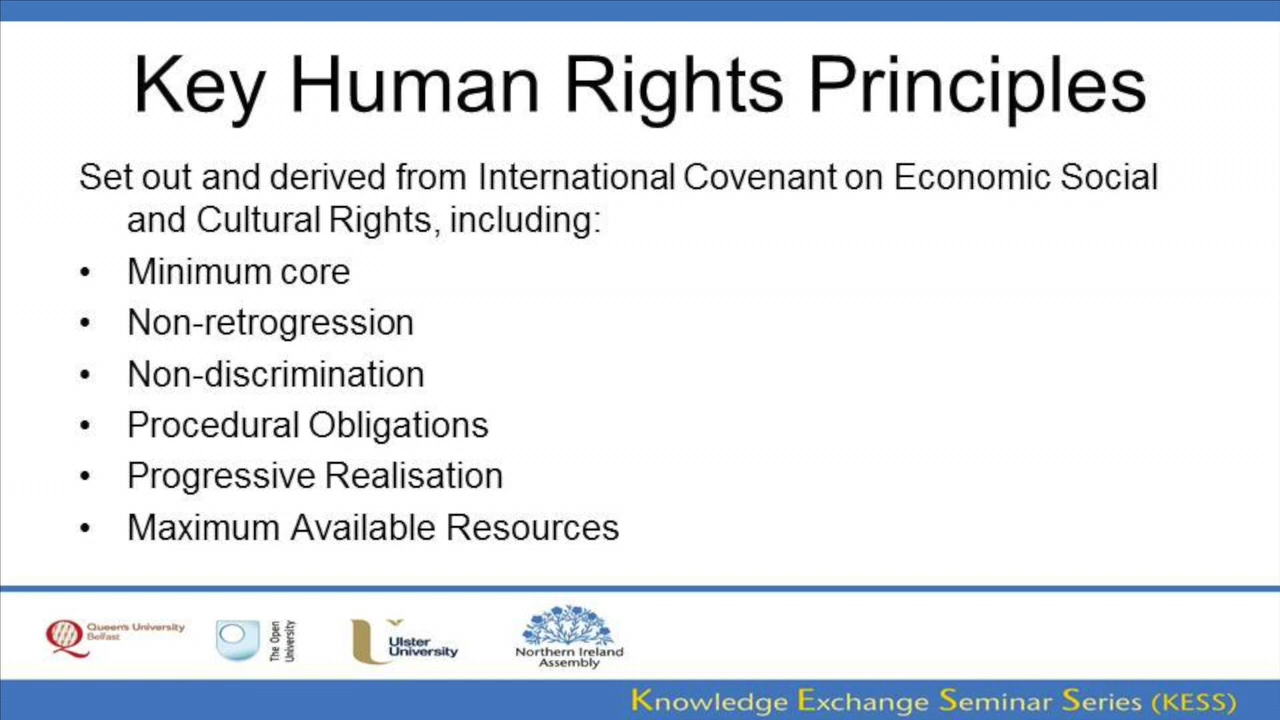 Key Human Rights Principles
Set out and derived from International Covenant on Economic Social
and Cultural Rights, including:
• Minimum core
• Non-retrogression
• Non-discrimination
• Procedural Obligations
• Progressive Realisation
• Maximum Available Resources
Queen's University
Belfast
The Open
University
Ulster
University
Northern Ireland
Assembly
Knowledge Exchange Seminar Series (KESS)